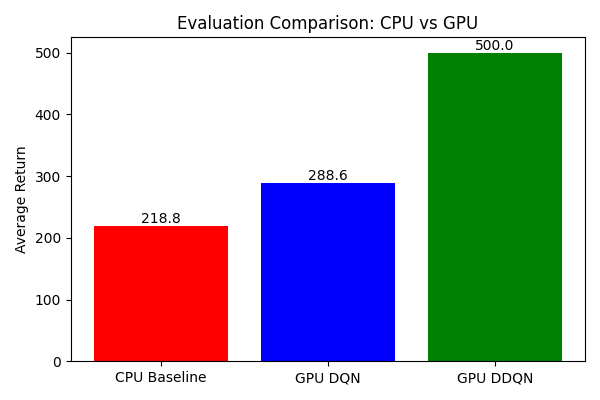 Evaluation Comparison: CPU vs GPU
500
400
300
200
100
0
Average Return
218.8
288.6
500.0
CPU Baseline
GPU DQN
GPU DDQN